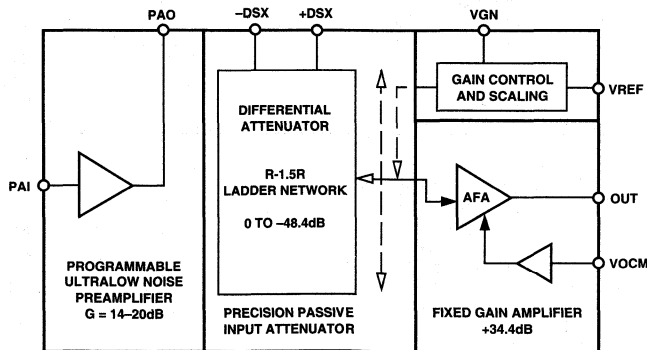 PAO
–DSX
+DSX
VGN
GAIN CONTROL
AND SCALING
VREF
DIFFERENTIAL
ATTENUATOR
R-1.5R
LADDER NETWORK
0 TO –48.4dB
PAI
AFA
OUT
VOCM
PROGRAMMABLE
ULTRALOW NOISE
PREAMPLIFIER
G = 14–20dB
PRECISION PASSIVE
INPUT ATTENUATOR
FIXED GAIN AMPLIFIER
+34.4dB